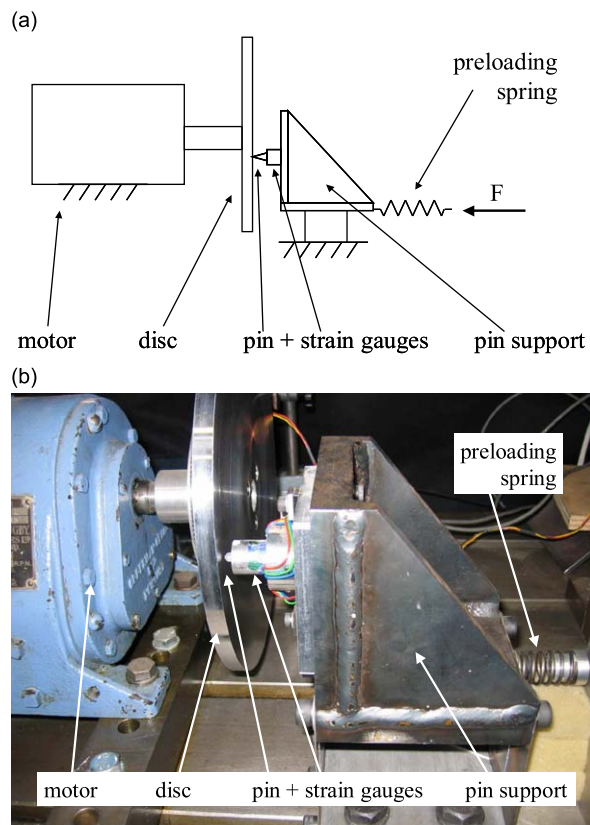 (a)
preloading
spring
F
motor
disc
pin + strain gauges
pin support
(b)
preloading
spring
motor
disc
pin + strain gauges
pin support